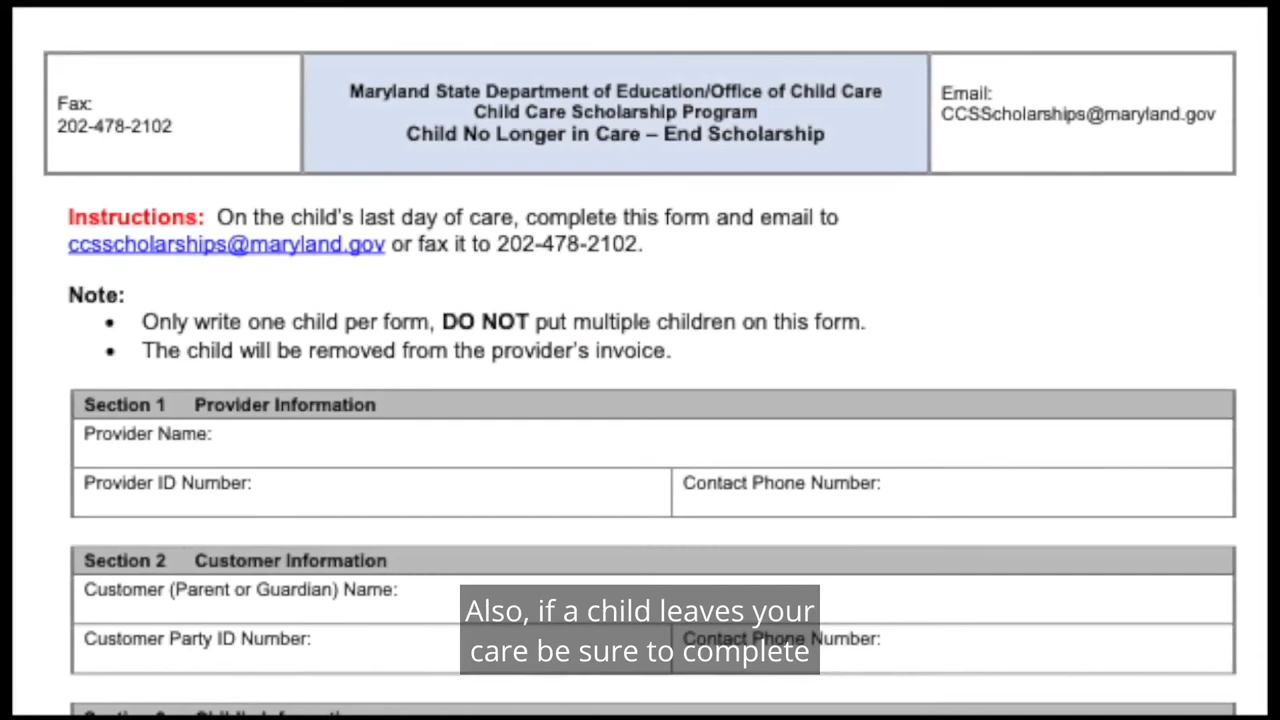 Fax:
202-478-2102
Maryland State Department of Education/Office of Child Care
Child Care Scholarship Program
Child No Longer in Care – End Scholarship
Email:
CCSScholarships@maryland.gov
Instructions: On the child's last day of care, complete this form and email to
ccsscholarships@maryland.gov or fax it to 202-478-2102.
Note:
• Only write one child per form, DO NOT put multiple children on this form.
• The child will be removed from the provider's invoice.
Section 1 Provider Information
Provider Name:
Provider ID Number:
Contact Phone Number:
Section 2 Customer Information
Customer (Parent or Guardian) Name:
Customer Party ID Number:
Contact Phone Number:
Also, if a child leaves your
care be sure to complete